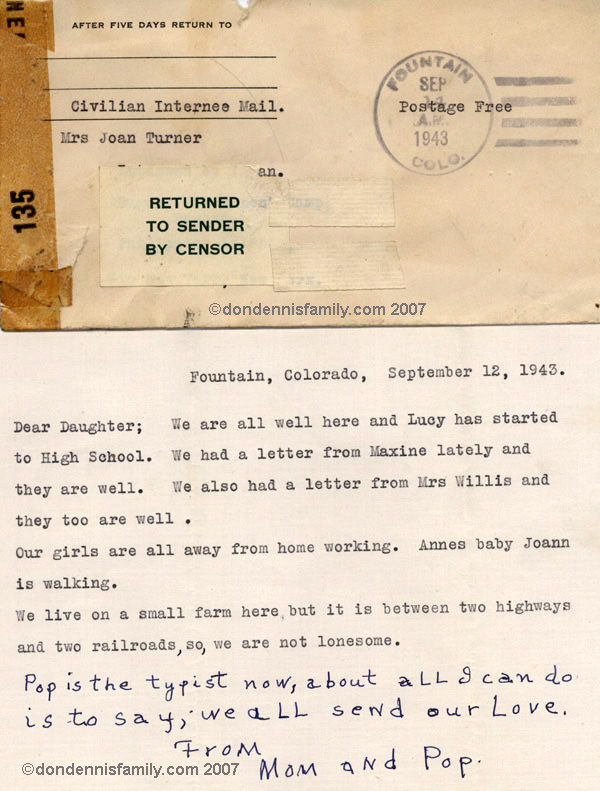 AFTER FIVE DAYS RETURN TO
135
Civilian Internee Mail.
Postage Free
FOUNTAIN
SEP
A.M.
1943
COLO.
Mrs Joan Turner
an.
RETURNED
TO SENDER
BY CENSOR
©dondennisfamily.com 2007
Fountain, Colorado, September 12, 1943.
Dear Daughter; We are all well here and Lucy has started
to High School. We had a letter from Maxine lately and
they are well. We also had a letter from Mrs Willis and
they too are well .
Our girls are all away from home working. Annes baby Joann
is walking.
We live on a small farm here, but it is between two highways
and two railroads, so, we are not lonesome.
Pop is the typist now, about aLL I can do
is to say, we aLL send our Love.
From
Mom and Pop.
©dondennisfamily.com 2007